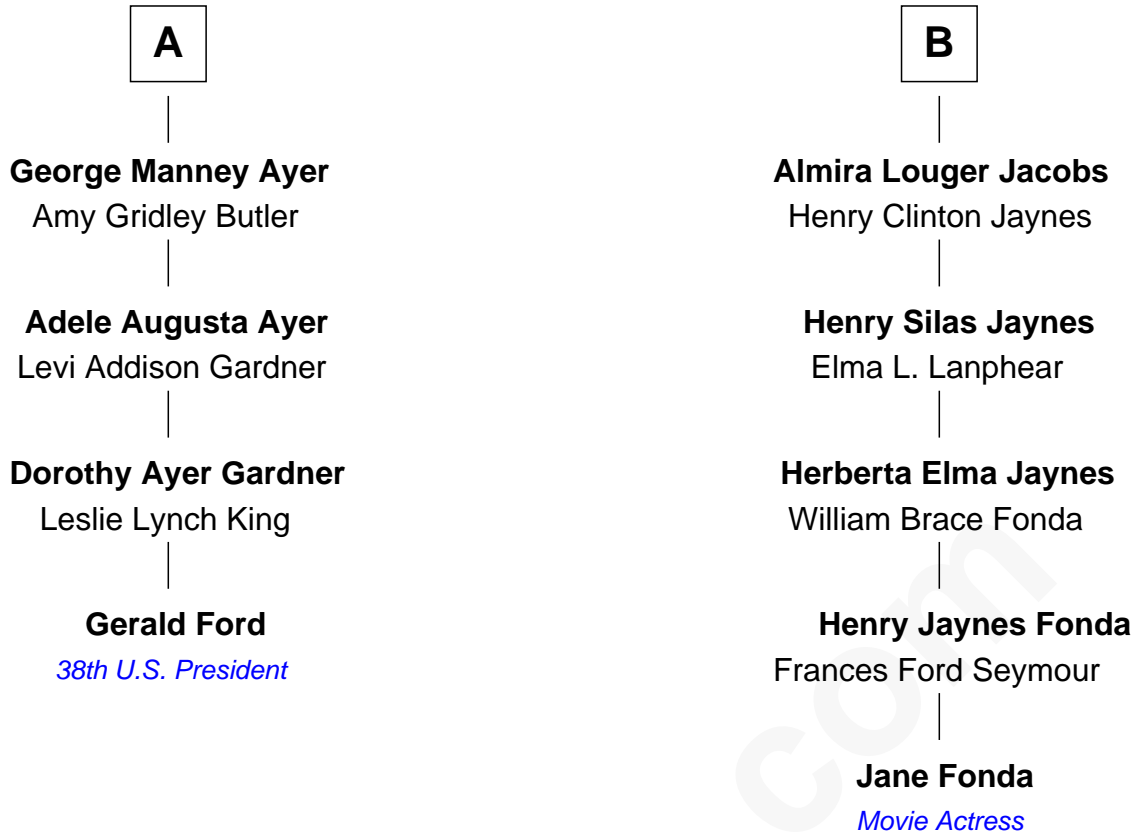 A
George Manney Ayer
Amy Gridley Butler
Adele Augusta Ayer
Levi Addison Gardner
Dorothy Ayer Gardner
Leslie Lynch King
Gerald Ford
38th U.S. President
B
Almira Louger Jacobs
Henry Clinton Jaynes
Henry Silas Jaynes
Elma L. Lanphear
Herberta Elma Jaynes
William Brace Fonda
Henry Jaynes Fonda
Frances Ford Seymour
Jane Fonda
Movie Actress
com